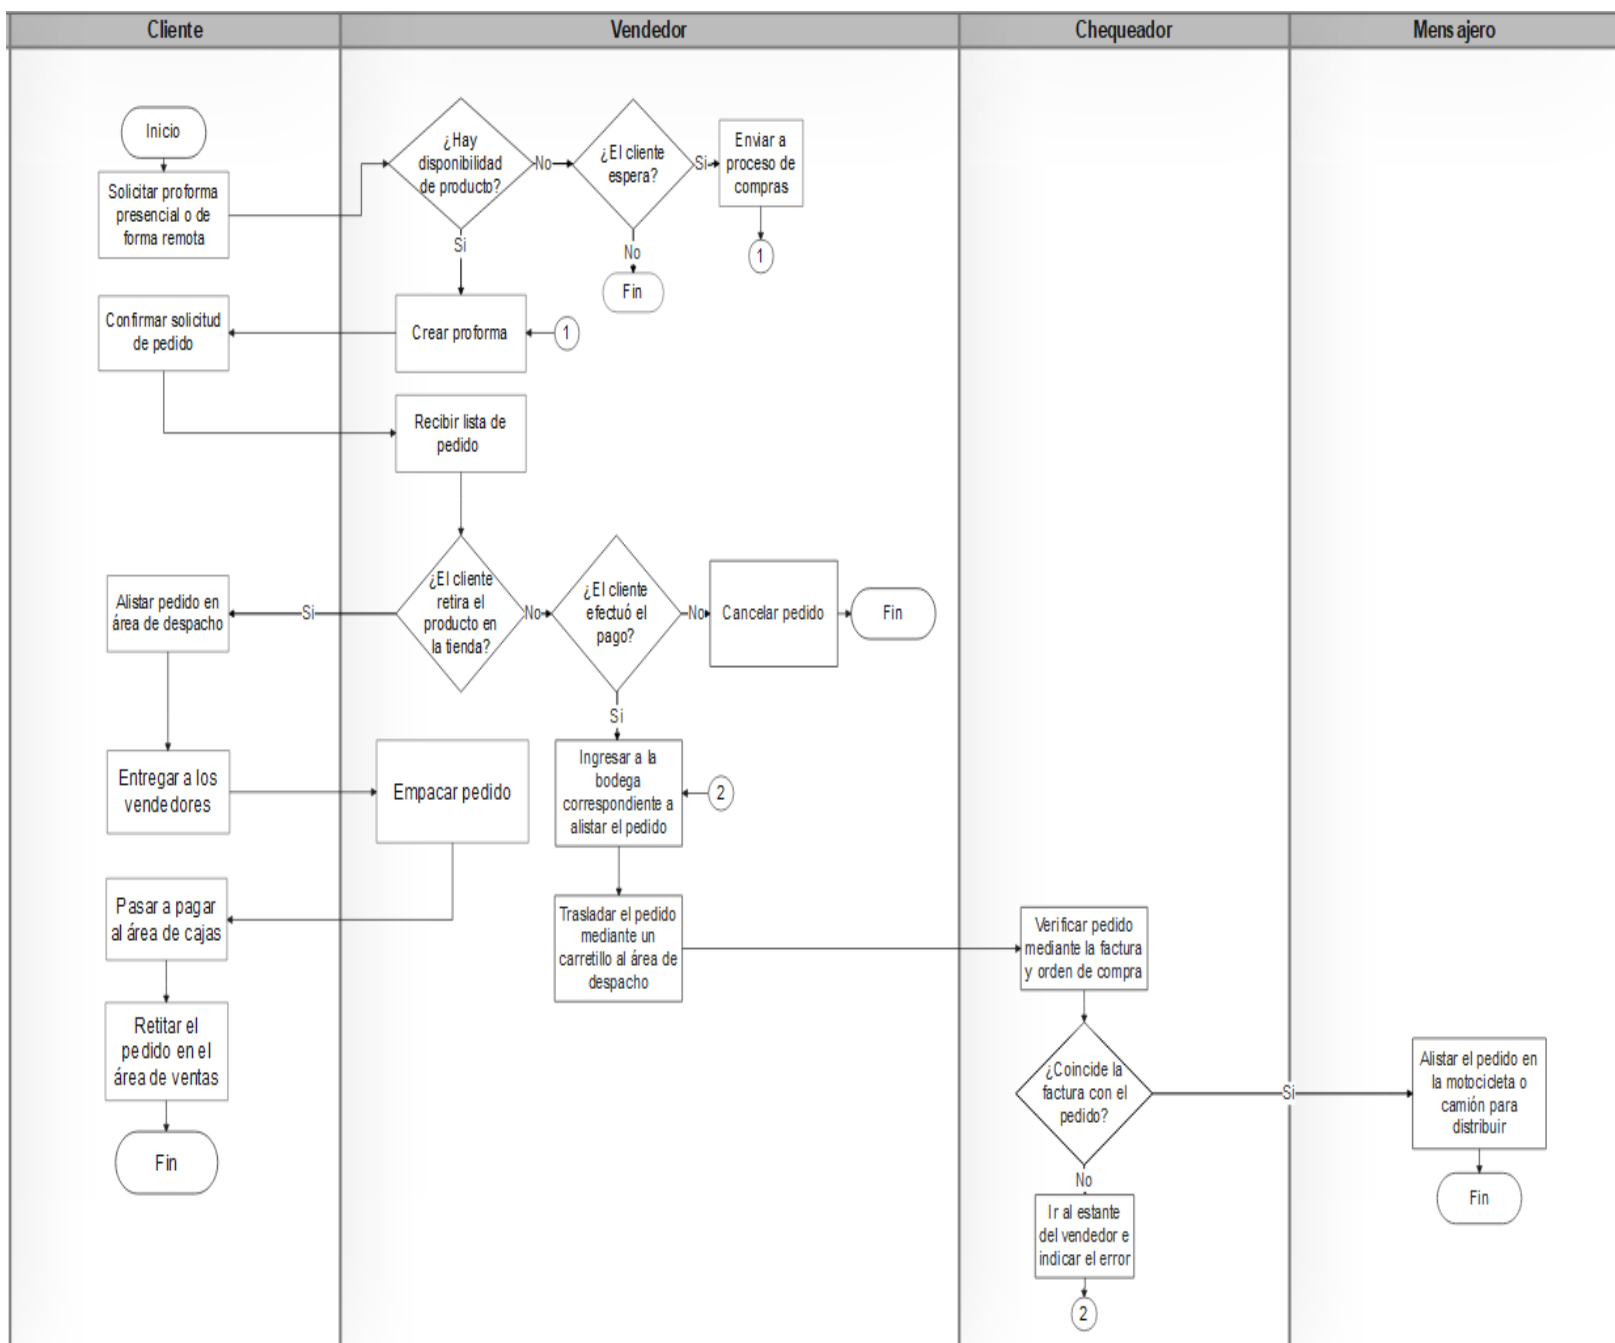 Cliente
Vendedor
Chequeador
Mensajero
Inicio
Solicitar proforma
presencial o de
forma remota
¿Hay
disponibilidad
de producto?
No
¿El cliente
espera?
Si
Enviar a
proceso de
compras
1
Si
No
Fin
Confirmar solicitud
de pedido
Crear proforma
1
Recibir lista de
pedido
Alistar pedido en
área de despacho
Si
¿El cliente
retira el
producto en
la tienda?
No
¿El cliente
efectuó el
pago?
No
Cancelar pedido
Fin
Si
Entregar a los
vendedores
Empacar pedido
Ingresar a la
bodega
correspondiente a
alistar el pedido
2
Pasar a pagar
al área de cajas
Trasladar el pedido
mediante un
carretillo al área de
despacho
Verificar pedido
mediante la factura
y orden de compra
Retitar el
pedido en el
área de ventas
Fin
¿Coincide la
factura con el
pedido?
Si
Alistar el pedido en
la motocicleta o
camión para
distribuir
Fin
No
Ir al estante
del vendedor e
indicar el error
2